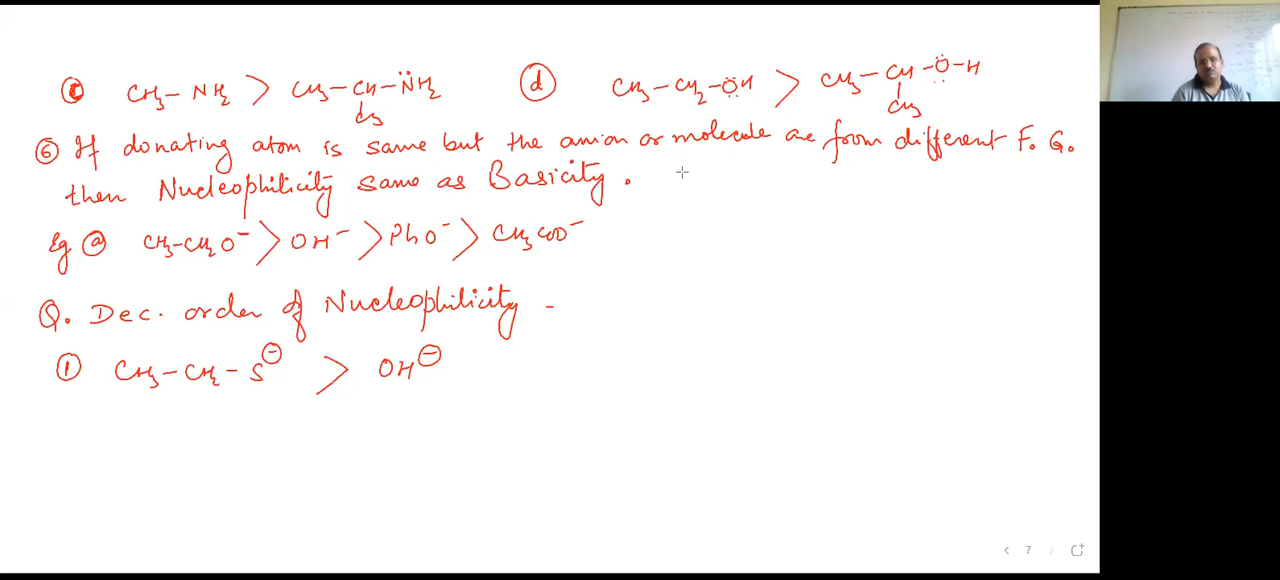 ⓒ CH₃-NH₂ > CH₃-CH-N̈H₂ ⓓ CH₃-CH₂-ÖH > CH₃-CH-Ö-H
CH₃ CH₃
⑥ If donating atom is same but the anion or molecule are from different F. G.
then Nucleophilicity same as Basicity.
Eg ⓐ CH₃-CH₂O⁻ > OH⁻ > PhO⁻ > CH₃COO⁻
Q. Dec. order of Nucleophilicity -
① CH₃-CH₂-S⊖ > OH⊖
7